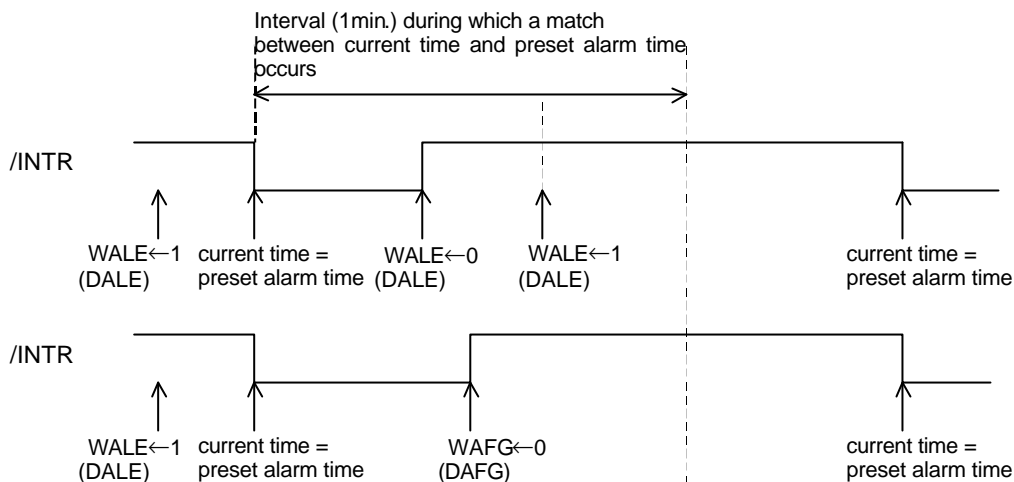 Interval (1min.) during which a match
between current time and preset alarm time
occurs
/INTR
WALE←1 current time = WALE←0 WALE←1 current time =
(DALE) preset alarm time (DALE) (DALE) preset alarm time
/INTR
WALE←1 current time = WAFG←0 current time =
(DALE) preset alarm time (DAFG) preset alarm time